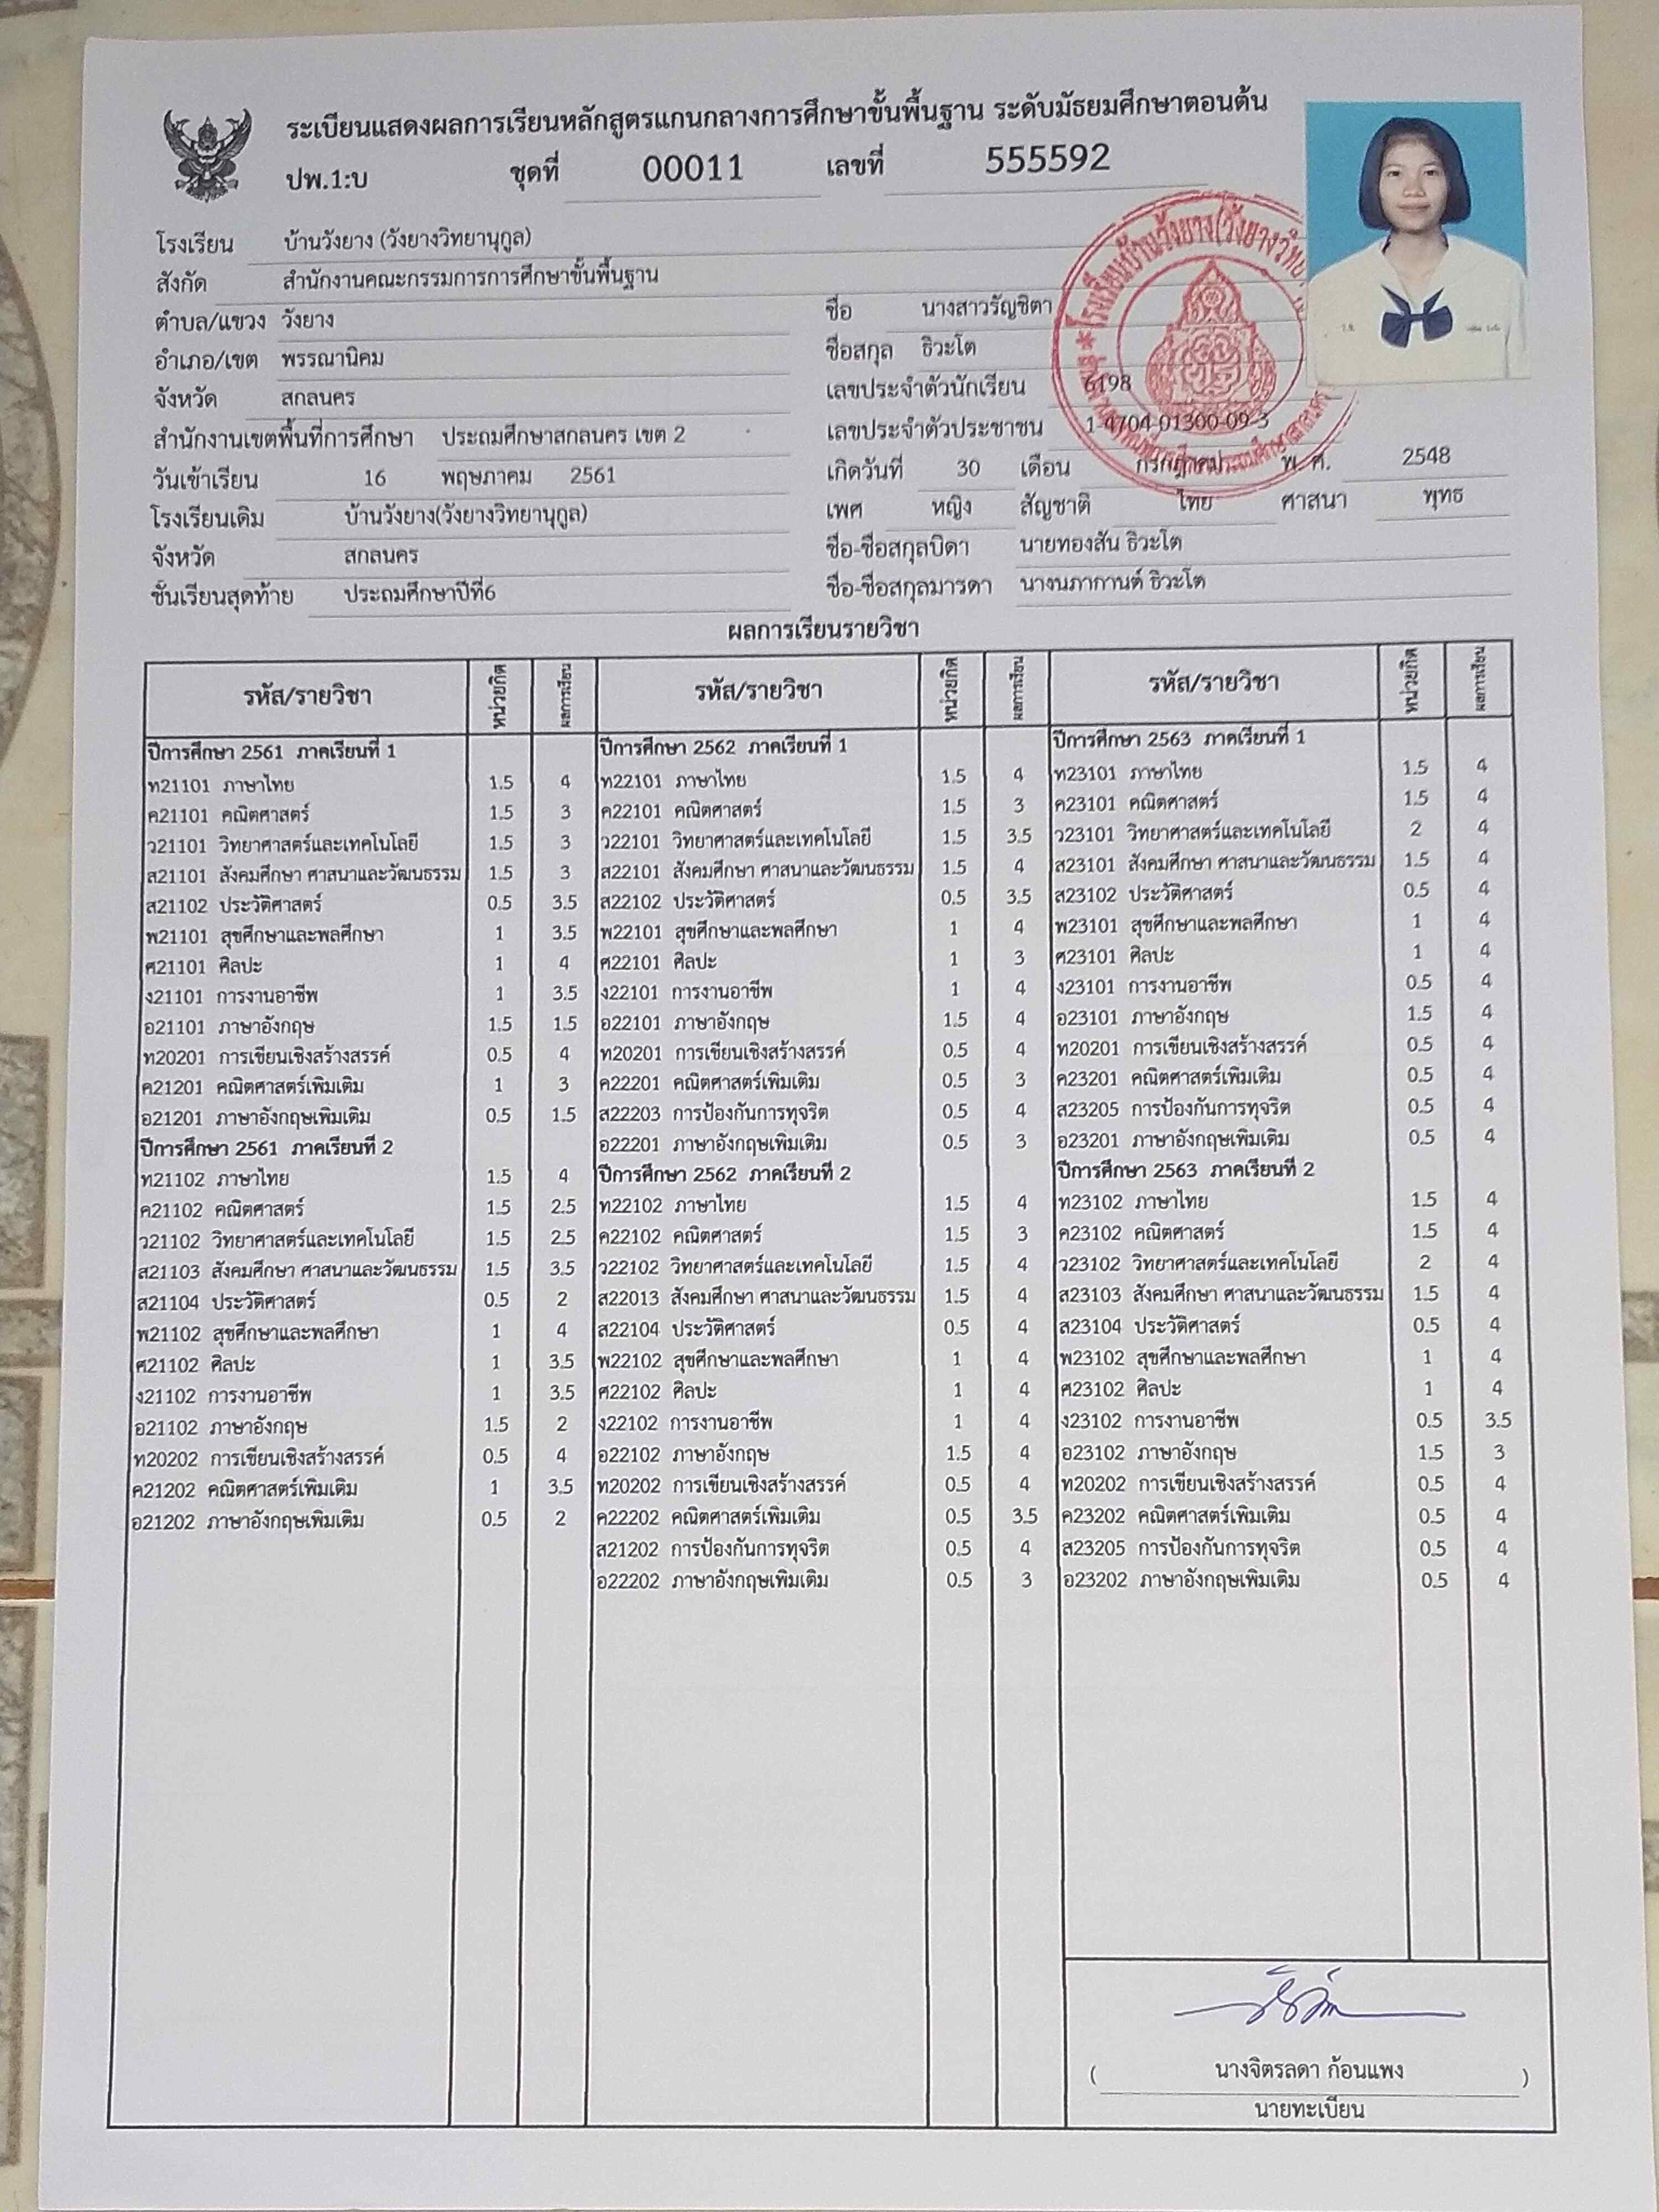 ระเบียนแสดงผลการเรียนหลักสูตรแกนกลางการศึกษาขั้นพื้นฐาน ระดับมัธยมศึกษาตอนต้น
ปพ.1:บ ชุดที่ 00011 เลขที่ 555592
โรงเรียน บ้านวังยาง (วังยางวิทยานุกูล)
สังกัด สำนักงานคณะกรรมการการศึกษาขั้นพื้นฐาน
ตำบล/แขวง วังยาง
อำเภอ/เขต พรรณานิคม
จังหวัด สกลนคร
สำนักงานเขตพื้นที่การศึกษา ประถมศึกษาสกลนคร เขต 2
วันเข้าเรียน 16 พฤษภาคม 2561
โรงเรียนเดิม บ้านวังยาง(วังยางวิทยานุกูล)
จังหวัด สกลนคร
ชั้นเรียนสุดท้าย ประถมศึกษาปีที่6
ชื่อ นางสาวรัญชิดา
ชื่อสกุล ธิวะโต
เลขประจำตัวนักเรียน 6198
เลขประจำตัวประชาชน 1-4704-01300-09-3
เกิดวันที่ 30 เดือน กรกฎาคม พ.ศ. 2548
เพศ หญิง สัญชาติ ไทย ศาสนา พุทธ
ชื่อ-ชื่อสกุลบิดา นายทองสัน ธิวะโต
ชื่อ-ชื่อสกุลมารดา นางนภากานต์ ธิวะโต
ผลการเรียนรายวิชา
รหัส/รายวิชา หน่วยกิต ผลการเรียน
ปีการศึกษา 2561 ภาคเรียนที่ 1
ท21101 ภาษาไทย 1.5 4
ค21101 คณิตศาสตร์ 1.5 3
ว21101 วิทยาศาสตร์และเทคโนโลยี 1.5 3
ส21101 สังคมศึกษา ศาสนาและวัฒนธรรม 1.5 3
ส21102 ประวัติศาสตร์ 0.5 3.5
พ21101 สุขศึกษาและพลศึกษา 1 3.5
ศ21101 ศิลปะ 1 4
ง21101 การงานอาชีพ 1 3.5
อ21101 ภาษาอังกฤษ 1.5 1.5
ท20201 การเขียนเชิงสร้างสรรค์ 0.5 4
ค21201 คณิตศาสตร์เพิ่มเติม 1 3
อ21201 ภาษาอังกฤษเพิ่มเติม 0.5 1.5
ปีการศึกษา 2561 ภาคเรียนที่ 2
ท21102 ภาษาไทย 1.5 4
ค21102 คณิตศาสตร์ 1.5 2.5
ว21102 วิทยาศาสตร์และเทคโนโลยี 1.5 2.5
ส21103 สังคมศึกษา ศาสนาและวัฒนธรรม 1.5 3.5
ส21104 ประวัติศาสตร์ 0.5 2
พ21102 สุขศึกษาและพลศึกษา 1 4
ศ21102 ศิลปะ 1 3.5
ง21102 การงานอาชีพ 1 3.5
อ21102 ภาษาอังกฤษ 1.5 2
ท20202 การเขียนเชิงสร้างสรรค์ 0.5 4
ค21202 คณิตศาสตร์เพิ่มเติม 1 3.5
อ21202 ภาษาอังกฤษเพิ่มเติม 0.5 2
รหัส/รายวิชา หน่วยกิต ผลการเรียน
ปีการศึกษา 2562 ภาคเรียนที่ 1
ท22101 ภาษาไทย 1.5 4
ค22101 คณิตศาสตร์ 1.5 3
ว22101 วิทยาศาสตร์และเทคโนโลยี 1.5 3.5
ส22101 สังคมศึกษา ศาสนาและวัฒนธรรม 1.5 4
ส22102 ประวัติศาสตร์ 0.5 3.5
พ22101 สุขศึกษาและพลศึกษา 1 4
ศ22101 ศิลปะ 1 3
ง22101 การงานอาชีพ 1 4
อ22101 ภาษาอังกฤษ 1.5 4
ท20201 การเขียนเชิงสร้างสรรค์ 0.5 4
ค22201 คณิตศาสตร์เพิ่มเติม 0.5 3
ส22203 การป้องกันการทุจริต 0.5 4
อ22201 ภาษาอังกฤษเพิ่มเติม 0.5 3
ปีการศึกษา 2562 ภาคเรียนที่ 2
ท22102 ภาษาไทย 1.5 4
ค22102 คณิตศาสตร์ 1.5 3
ว22102 วิทยาศาสตร์และเทคโนโลยี 1.5 4
ส22013 สังคมศึกษา ศาสนาและวัฒนธรรม 1.5 4
ส22104 ประวัติศาสตร์ 0.5 4
พ22102 สุขศึกษาและพลศึกษา 1 4
ศ22102 ศิลปะ 1 4
ง22102 การงานอาชีพ 1 4
อ22102 ภาษาอังกฤษ 1.5 4
ท20202 การเขียนเชิงสร้างสรรค์ 0.5 4
ค22202 คณิตศาสตร์เพิ่มเติม 0.5 3.5
ส21202 การป้องกันการทุจริต 0.5 4
อ22202 ภาษาอังกฤษเพิ่มเติม 0.5 3
รหัส/รายวิชา หน่วยกิต ผลการเรียน
ปีการศึกษา 2563 ภาคเรียนที่ 1
ท23101 ภาษาไทย 1.5 4
ค23101 คณิตศาสตร์ 1.5 4
ว23101 วิทยาศาสตร์และเทคโนโลยี 2 4
ส23101 สังคมศึกษา ศาสนาและวัฒนธรรม 1.5 4
ส23102 ประวัติศาสตร์ 0.5 4
พ23101 สุขศึกษาและพลศึกษา 1 4
ศ23101 ศิลปะ 1 4
ง23101 การงานอาชีพ 0.5 4
อ23101 ภาษาอังกฤษ 1.5 4
ท20201 การเขียนเชิงสร้างสรรค์ 0.5 4
ค23201 คณิตศาสตร์เพิ่มเติม 0.5 4
ส23205 การป้องกันการทุจริต 0.5 4
อ23201 ภาษาอังกฤษเพิ่มเติม 0.5 4
ปีการศึกษา 2563 ภาคเรียนที่ 2
ท23102 ภาษาไทย 1.5 4
ค23102 คณิตศาสตร์ 1.5 4
ว23102 วิทยาศาสตร์และเทคโนโลยี 2 4
ส23103 สังคมศึกษา ศาสนาและวัฒนธรรม 1.5 4
ส23104 ประวัติศาสตร์ 0.5 4
พ23102 สุขศึกษาและพลศึกษา 1 4
ศ23102 ศิลปะ 1 4
ง23102 การงานอาชีพ 0.5 3.5
อ23102 ภาษาอังกฤษ 1.5 3
ท20202 การเขียนเชิงสร้างสรรค์ 0.5 4
ค23202 คณิตศาสตร์เพิ่มเติม 0.5 4
ส23205 การป้องกันการทุจริต 0.5 4
อ23202 ภาษาอังกฤษเพิ่มเติม 0.5 4
( นางจิตรลดา ก้อนแพง )
นายทะเบียน